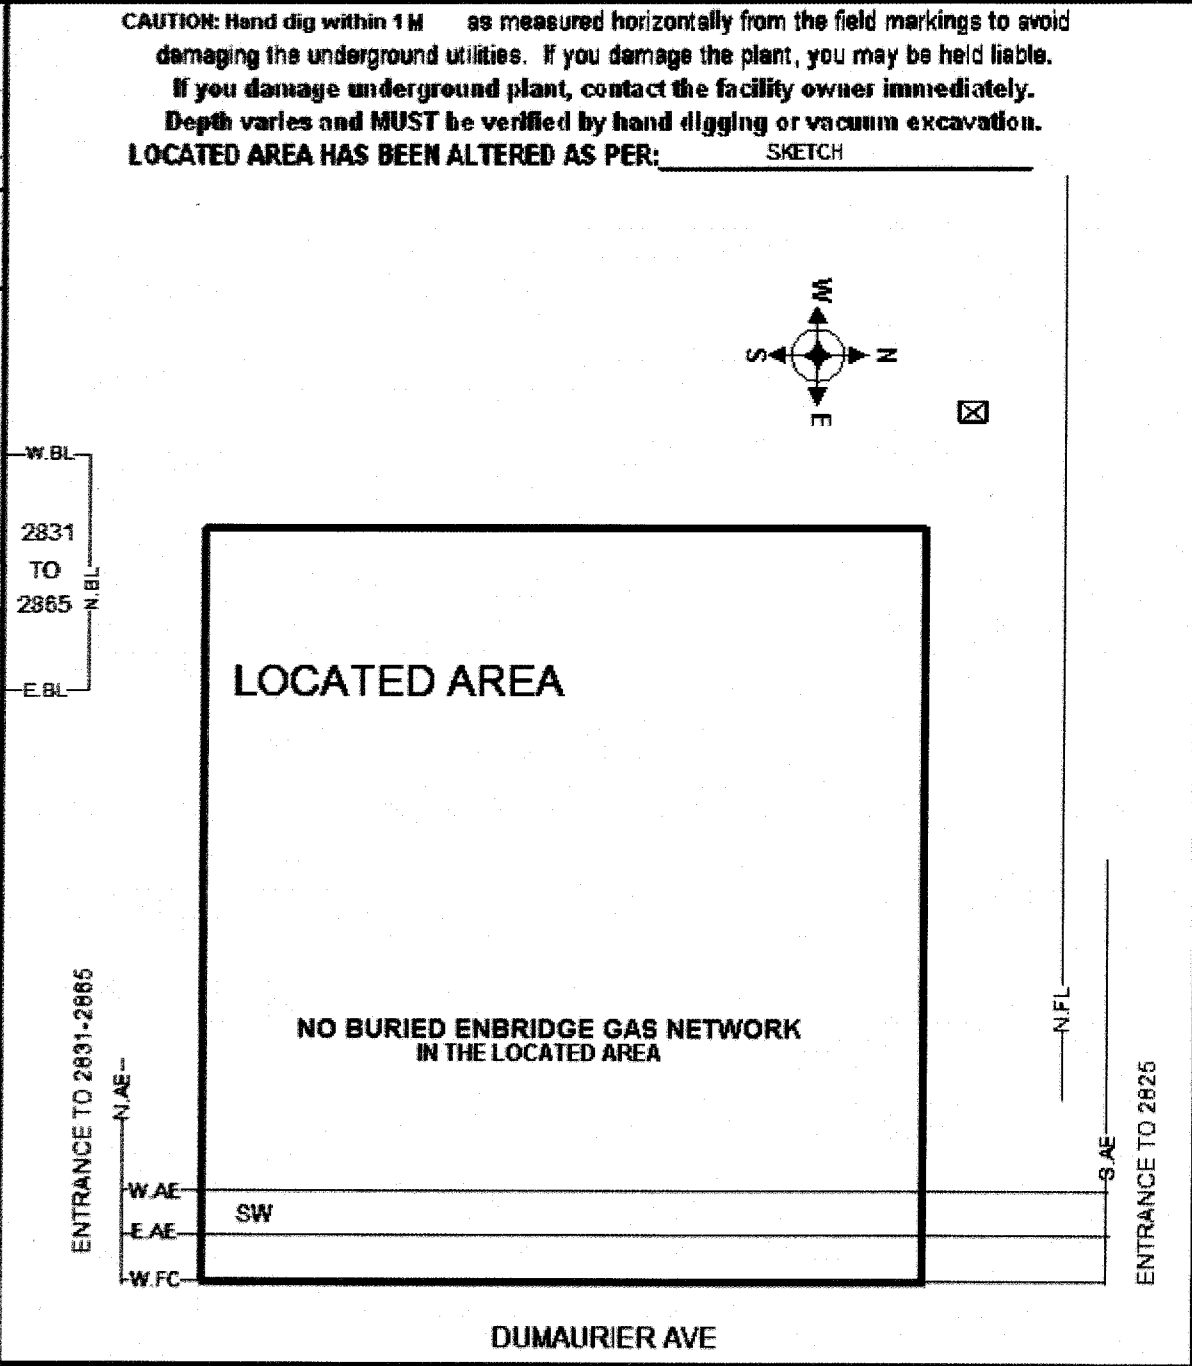 CAUTION: Hand dig within 1 M as measured horizontally from the field markings to avoid
damaging the underground utilities. If you damage the plant, you may be held liable.
If you damage underground plant, contact the facility owner immediately.
Depth varies and MUST be verified by hand digging or vacuum excavation.
LOCATED AREA HAS BEEN ALTERED AS PER: SKETCH
W
S
N
E
W.BL
2831
TO
2865
N.BL
E.BL
LOCATED AREA
NO BURIED ENBRIDGE GAS NETWORK
IN THE LOCATED AREA
ENTRANCE TO 2831-2865
N.AE
W.AE
SW
E.AE
W.FC
N.FL
S.AE
ENTRANCE TO 2825
DUMAURIER AVE